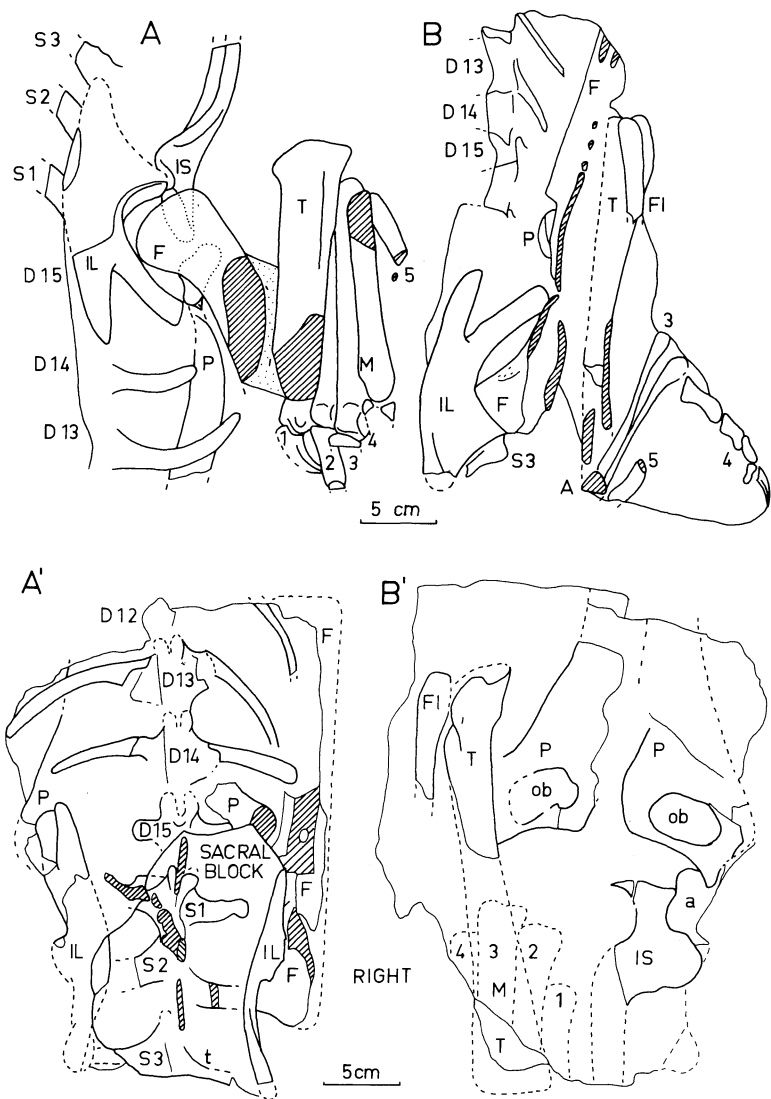 A
S3
S2
S1
IS
T
IL
F
D15
5
D14
P
M
D13
4
2
3
B
D13
F
D14
D15
T
FI
P
3
IL
F
4
S3
5
A
5 cm
A'
D12
F
D13
D14
P
P
D15
SACRAL
BLOCK
S1
F
IL
S2
IL
F
S3
t
RIGHT
5cm
B'
FI
T
P
P
ob
ob
a
4
3
2
IS
M
1
T